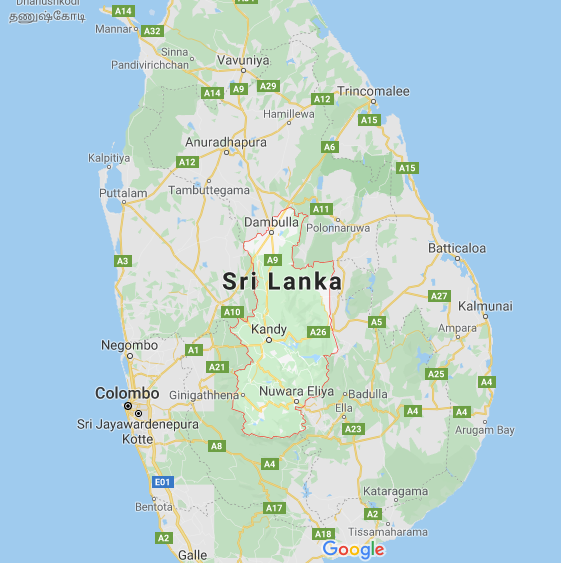 Dhanushkodi
தனுஷ்கோடி
A14
A32
Mannar
Sinna
Pandivirichchan
Vavuniya
A14
A9
A29
A12
Trincomalee
Hamillewa
A15
Anuradhapura
A6
Kalpitiya
A12
A15
Tambuttegama
Puttalam
A11
Dambulla
Polonnaruwa
A3
A9
Batticaloa
Sri Lanka
A27
A10
Kalmunai
Kandy
A26
A5
Ampara
Negombo
A1
A21
A25
A4
Colombo
Ginigathhena
Nuwara Eliya
Badulla
Ella
A4
A4
Sri Jayawardenepura
Kotte
A23
Arugam Bay
A8
A4
E01
Kataragama
Bentota
A17
A2
Tissamaharama
A2
A18
Google
Galle